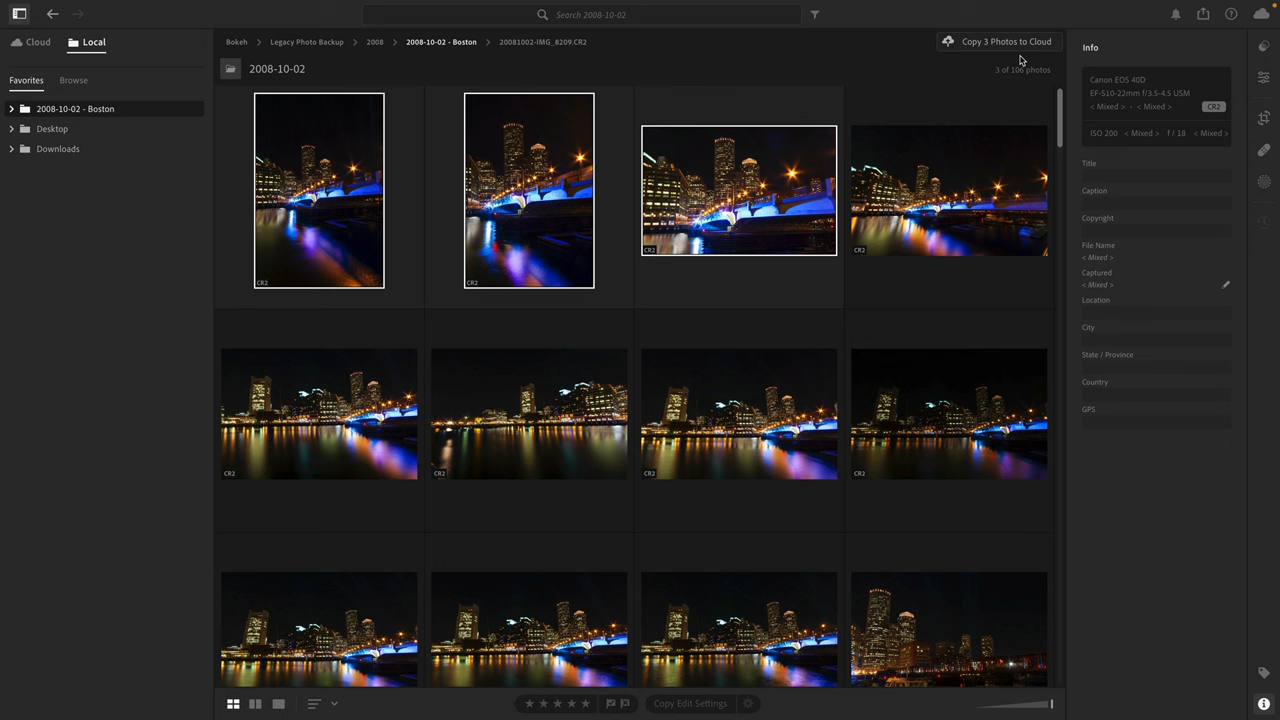 Search 2008-10-02
Cloud
Local
Bokeh > Legacy Photo Backup > 2008 > 2008-10-02 - Boston > 20081002-IMG_8209.CR2
Copy 3 Photos to Cloud
Info
Favorites
Browse
2008-10-02
3 of 106 photos
2008-10-02 - Boston
Desktop
Downloads
Canon EOS 40D
EF-S10-22mm f/3.5-4.5 USM
< Mixed > - < Mixed >
CR2
ISO 200 < Mixed > f / 18 < Mixed >
Title
Caption
Copyright
File Name
< Mixed >
Captured
< Mixed >
Location
City
State / Province
Country
GPS
CR2
CR2
CR2
CR2
CR2
CR2
CR2
CR2
Copy Edit Settings